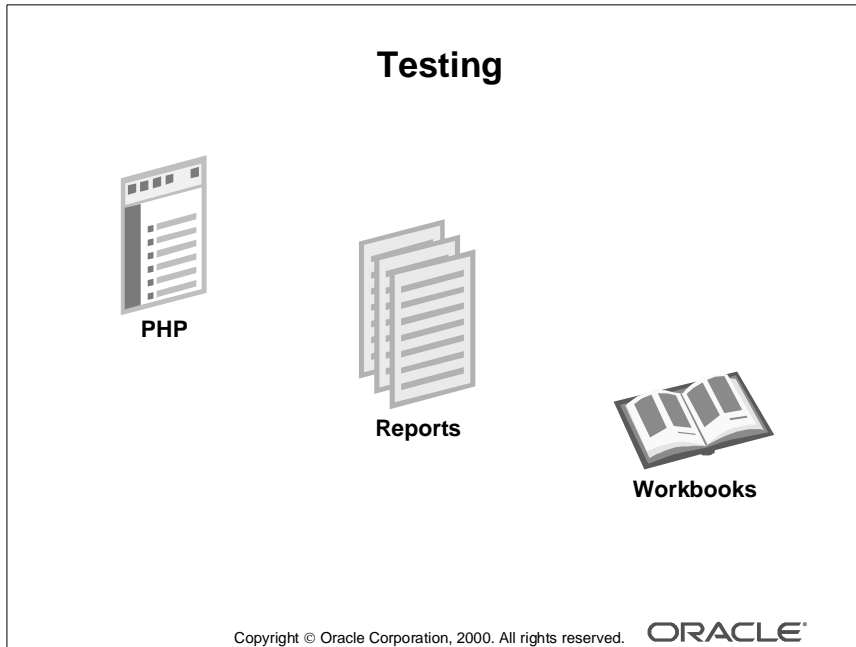 Testing
PHP
Reports
Workbooks
Copyright © Oracle Corporation, 2000. All rights reserved. ORACLE®